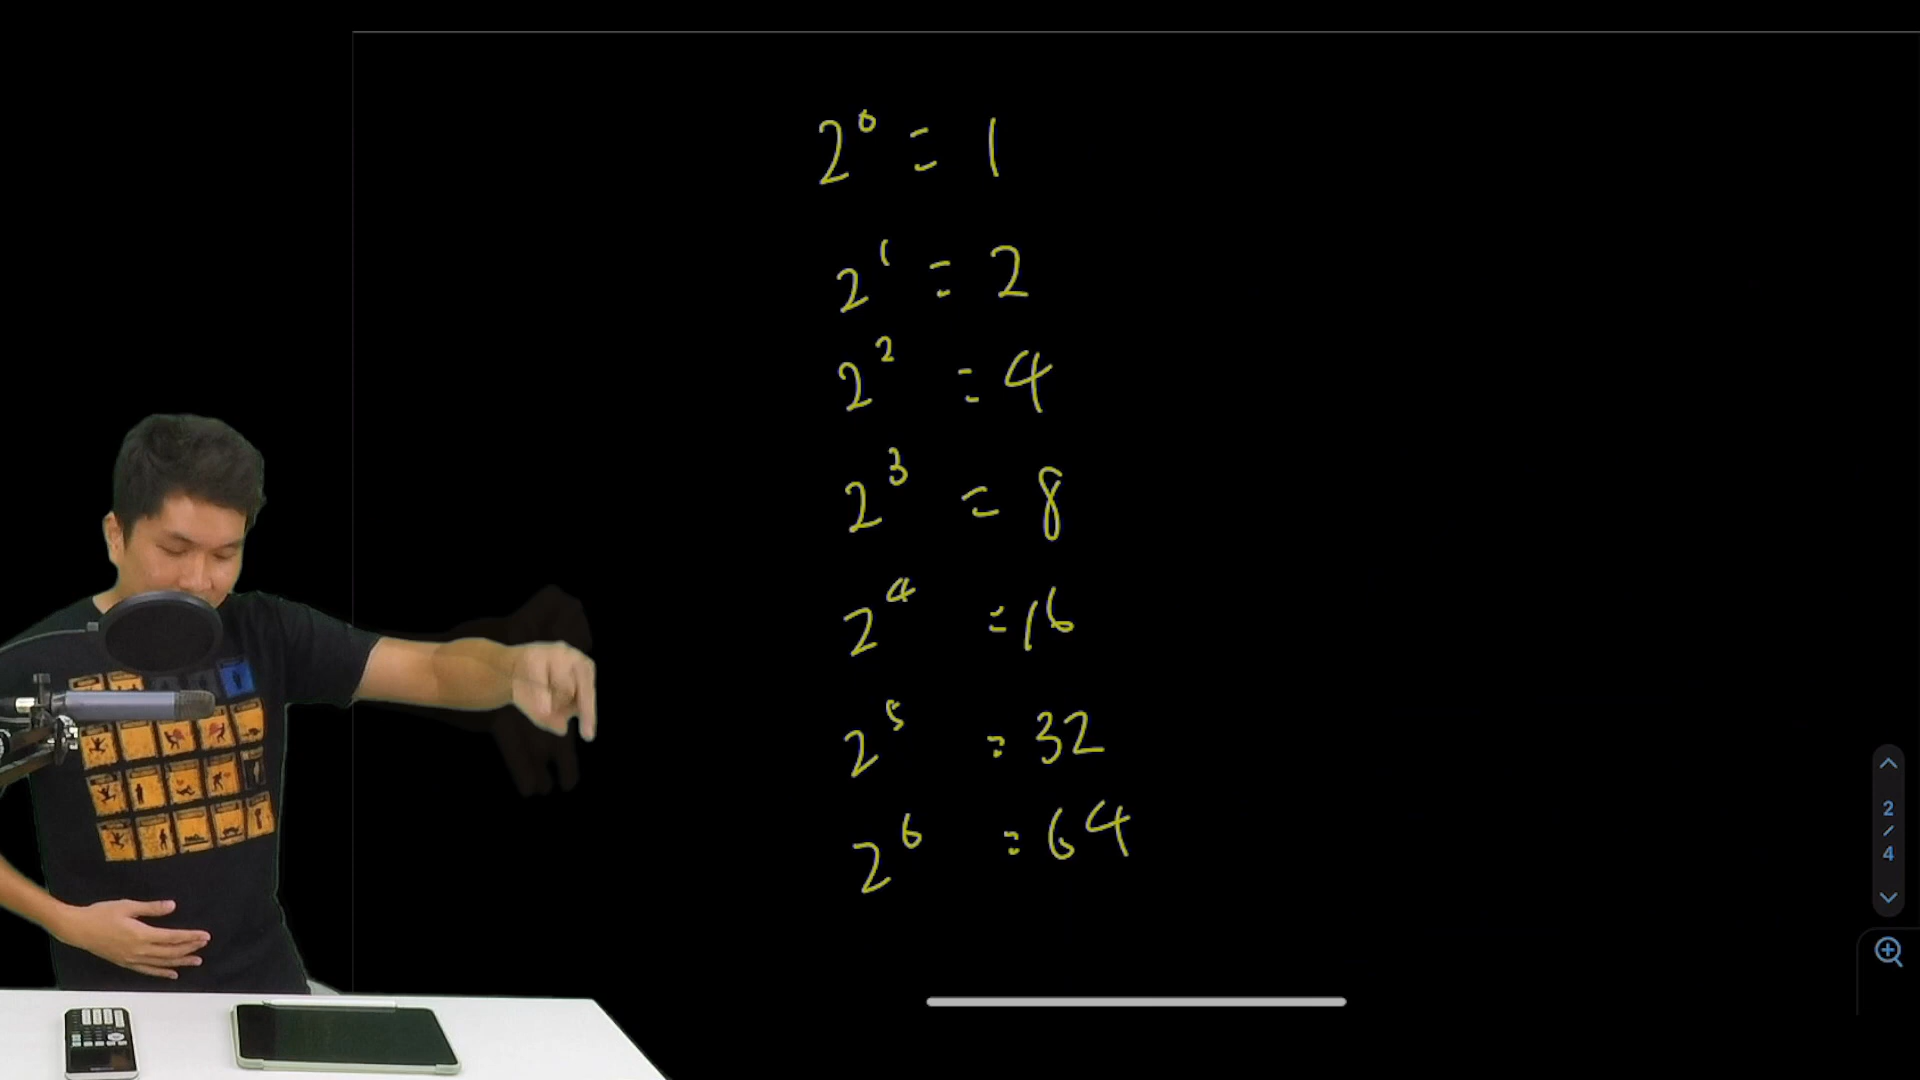 2⁰ = 1
2¹ = 2
2² = 4
2³ = 8
2⁴ = 16
2⁵ = 32
2⁶ = 64
2
/
4